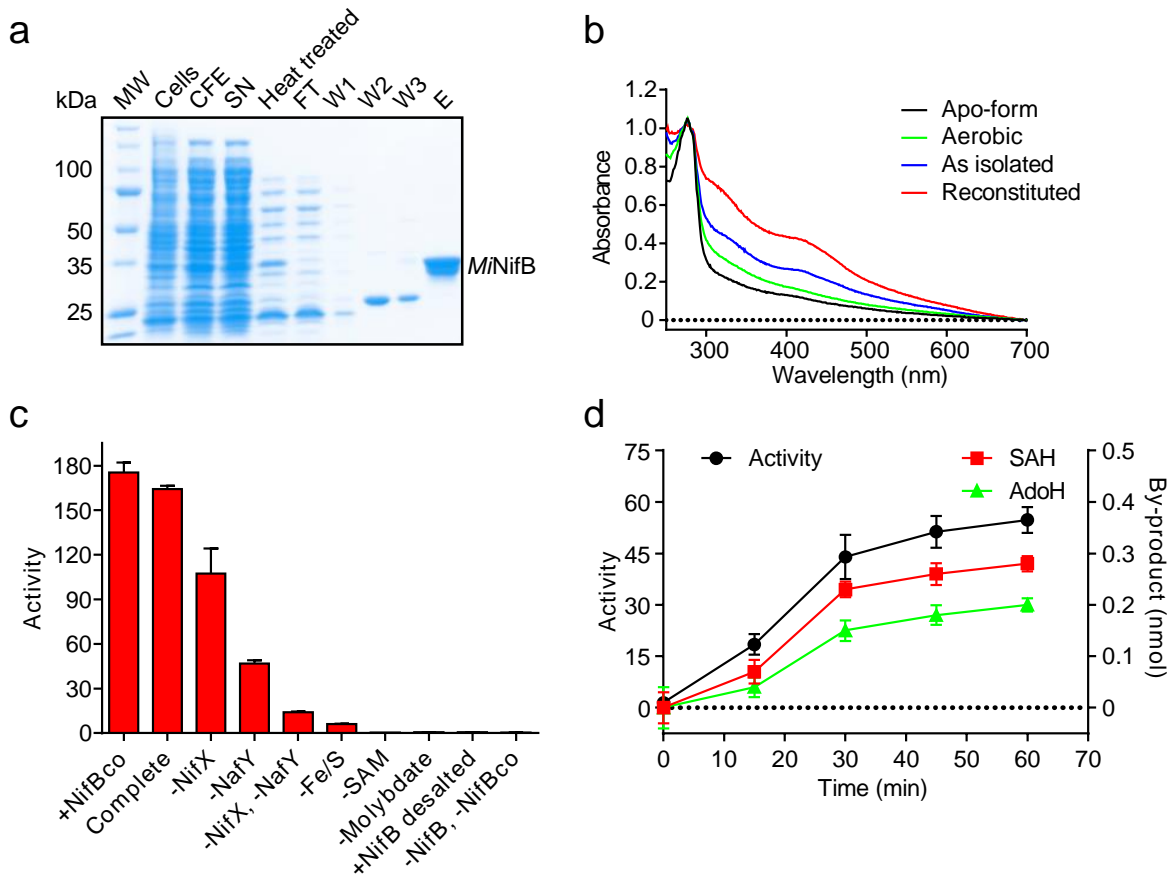 a
kDa MW Cells CFE SN Heat treated FT W1 W2 W3 E
100
50
35
25
MiNifB
b
Absorbance
1.2
1.0
0.8
0.6
0.4
0.2
0
300 400 500 600 700
Wavelength (nm)
Apo-form
Aerobic
As isolated
Reconstituted
c
Activity
180
150
120
90
60
30
0
+NifBco
Complete
-NifX
-NafY
-NifX, -NafY
-Fe/S
-SAM
-Molybdate
+NifB desalted
-NifB, -NifBco
d
Activity
75
60
45
30
15
0
Activity
SAH
AdoH
0.5
0.4
0.3
0.2
0.1
0
By-product (nmol)
0 10 20 30 40 50 60 70
Time (min)